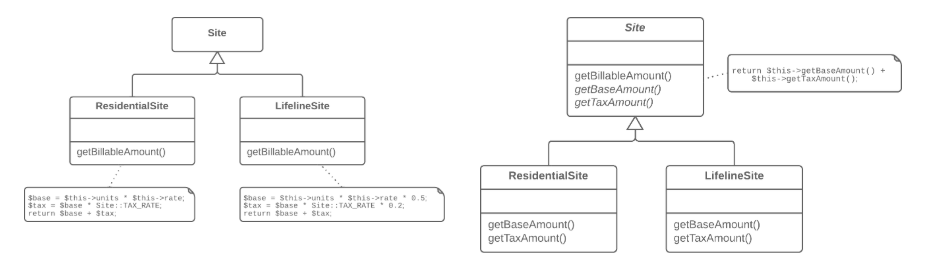 Site
ResidentialSite
getBillableAmount()
LifelineSite
getBillableAmount()
$base = $this->units * $this->rate;
$tax = $base * Site::TAX_RATE;
return $base + $tax;
$base = $this->units * $this->rate * 0.5;
$tax = $base * Site::TAX_RATE * 0.2;
return $base + $tax;
Site
getBillableAmount()
getBaseAmount()
getTaxAmount()
return $this->getBaseAmount() +
$this->getTaxAmount();
ResidentialSite
getBaseAmount()
getTaxAmount()
LifelineSite
getBaseAmount()
getTaxAmount()